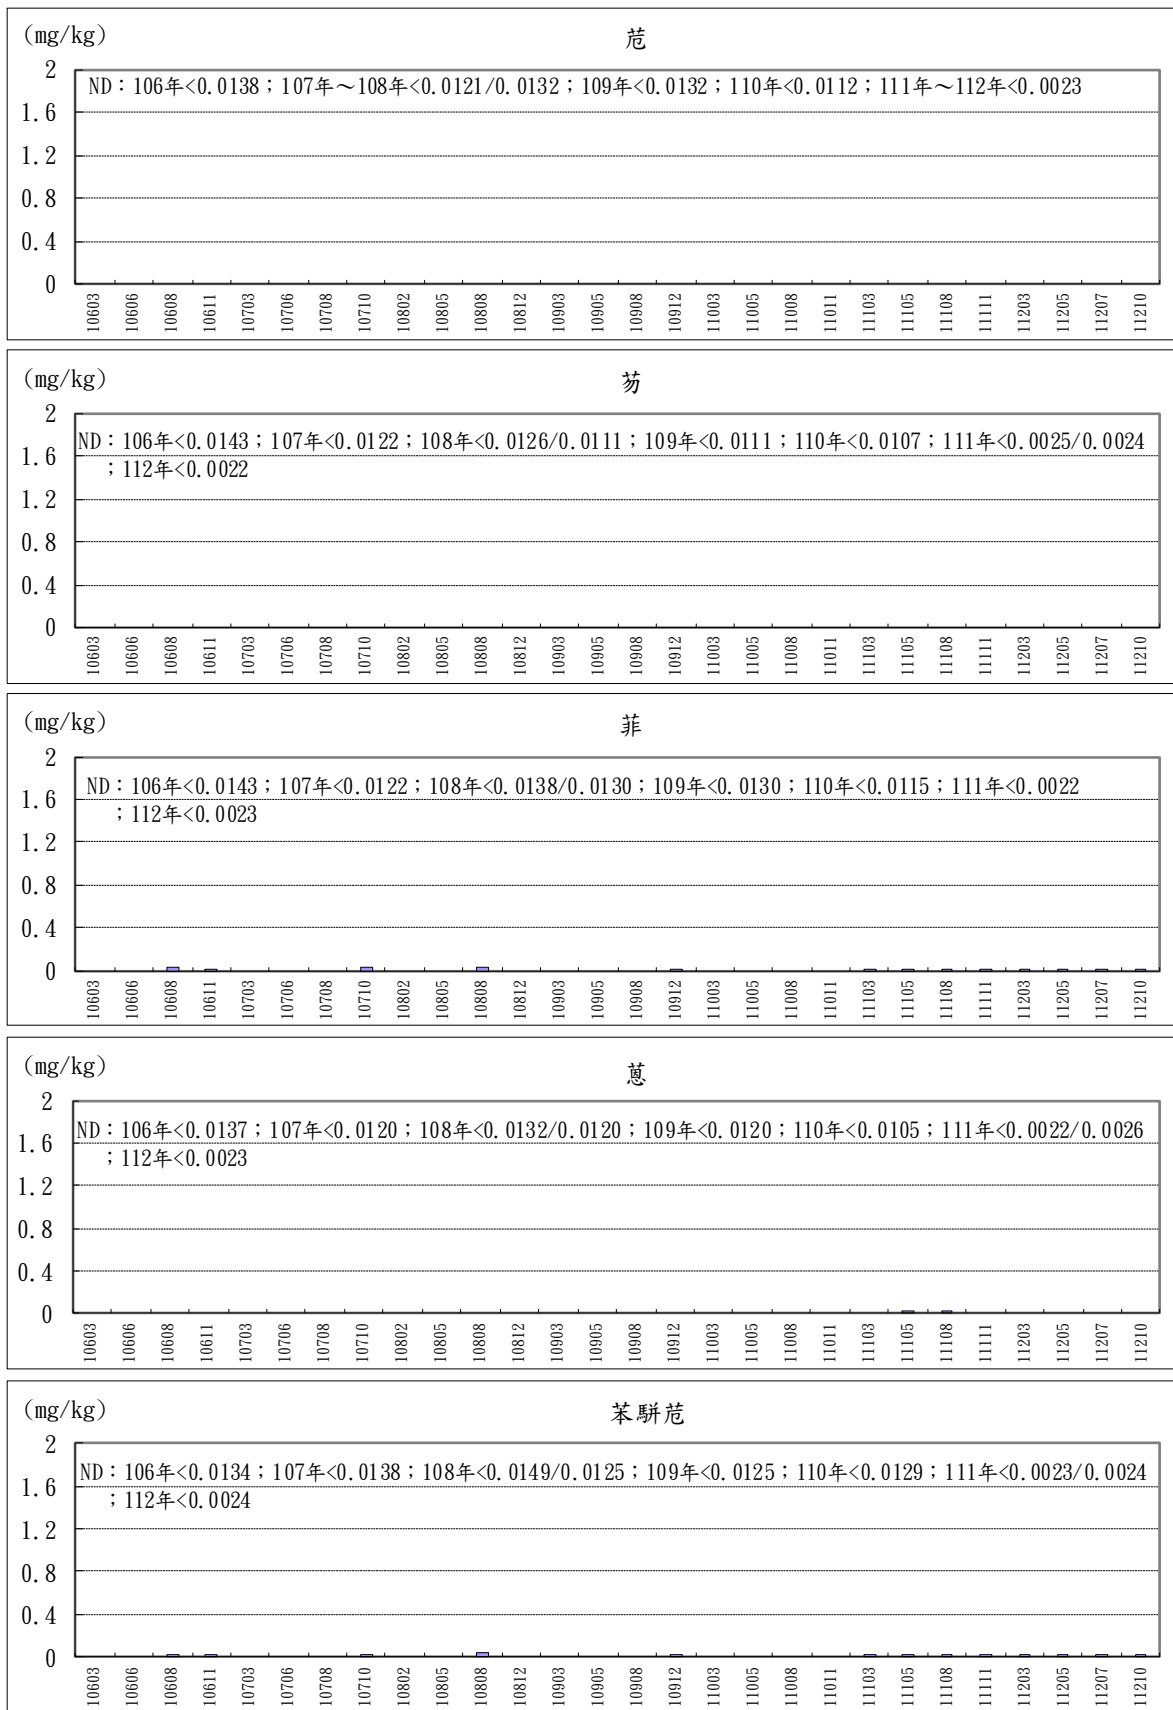 (mg/kg)
苊
2
ND：106年<0.0138；107年～108年<0.0121/0.0132；109年<0.0132；110年<0.0112；111年～112年<0.0023
1.6
1.2
0.8
0.4
0
10603 10606 10608 10611 10703 10706 10708 10710 10802 10805 10808 10812 10903 10905 10908 10912 11003 11005 11008 11011 11103 11105 11108 11111 11203 11205 11207 11210
(mg/kg)
芴
2
ND：106年<0.0143；107年<0.0122；108年<0.0126/0.0111；109年<0.0111；110年<0.0107；111年<0.0025/0.0024
1.6
；112年<0.0022
1.2
0.8
0.4
0
10603 10606 10608 10611 10703 10706 10708 10710 10802 10805 10808 10812 10903 10905 10908 10912 11003 11005 11008 11011 11103 11105 11108 11111 11203 11205 11207 11210
(mg/kg)
菲
2
ND：106年<0.0143；107年<0.0122；108年<0.0138/0.0130；109年<0.0130；110年<0.0115；111年<0.0022
1.6
；112年<0.0023
1.2
0.8
0.4
0
10603 10606 10608 10611 10703 10706 10708 10710 10802 10805 10808 10812 10903 10905 10908 10912 11003 11005 11008 11011 11103 11105 11108 11111 11203 11205 11207 11210
(mg/kg)
蒽
2
ND：106年<0.0137；107年<0.0120；108年<0.0132/0.0120；109年<0.0120；110年<0.0105；111年<0.0022/0.0026
1.6
；112年<0.0023
1.2
0.8
0.4
0
10603 10606 10608 10611 10703 10706 10708 10710 10802 10805 10808 10812 10903 10905 10908 10912 11003 11005 11008 11011 11103 11105 11108 11111 11203 11205 11207 11210
(mg/kg)
苯駢苊
2
ND：106年<0.0134；107年<0.0138；108年<0.0149/0.0125；109年<0.0125；110年<0.0129；111年<0.0023/0.0024
1.6
；112年<0.0024
1.2
0.8
0.4
0
10603 10606 10608 10611 10703 10706 10708 10710 10802 10805 10808 10812 10903 10905 10908 10912 11003 11005 11008 11011 11103 11105 11108 11111 11203 11205 11207 11210